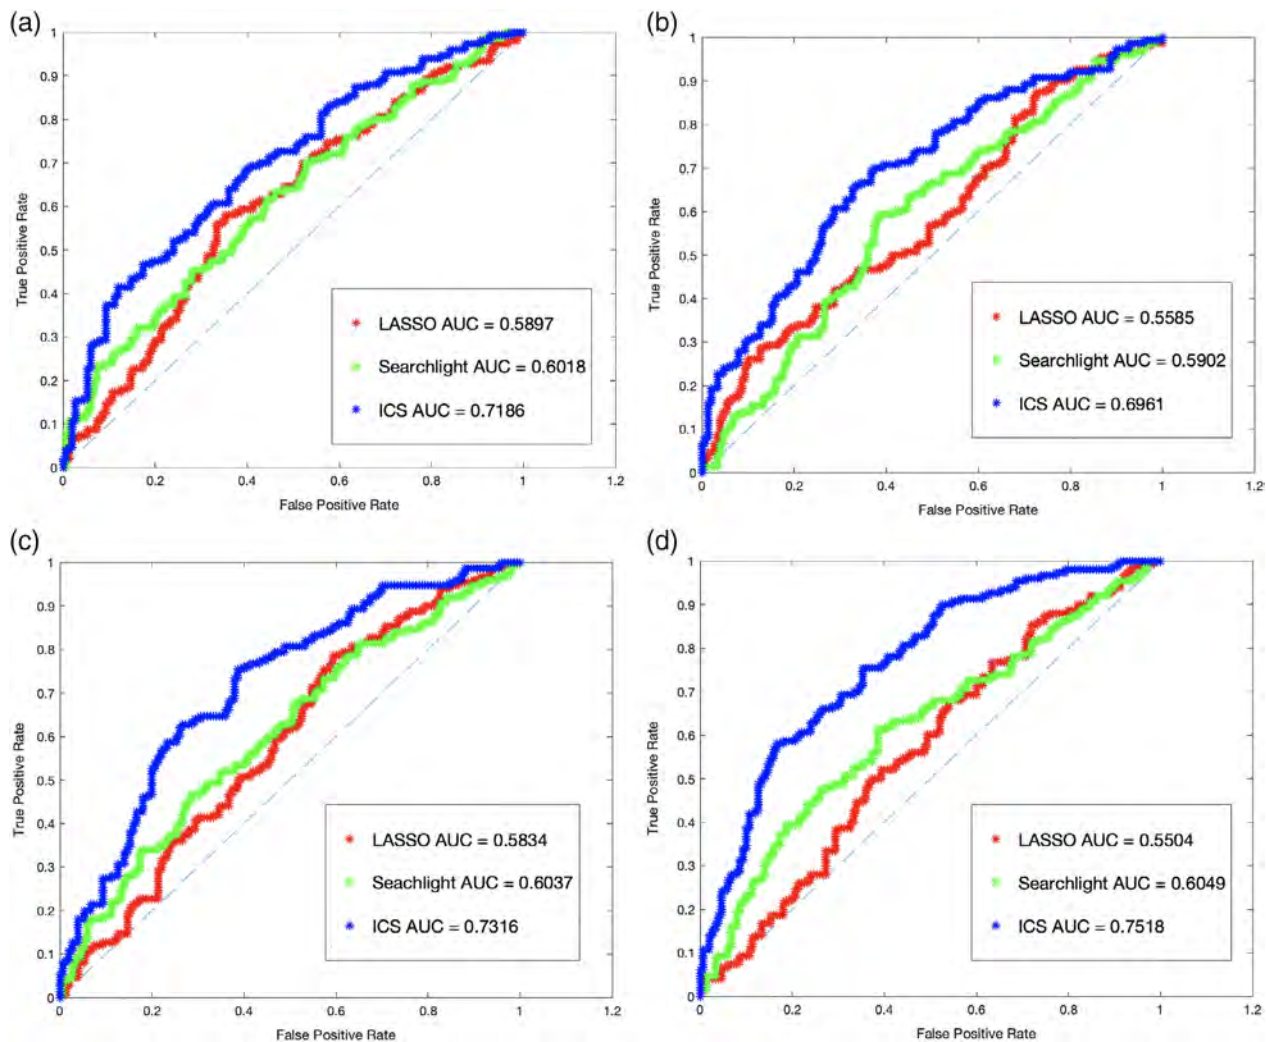 (a)
1
0.9
0.8
0.7
0.6
0.5
0.4
0.3
0.2
0.1
0
True Positive Rate
LASSO AUC = 0.5897
Searchlight AUC = 0.6018
ICS AUC = 0.7186
0 0.2 0.4 0.6 0.8 1 1.2
False Positive Rate
(b)
1
0.9
0.8
0.7
0.6
0.5
0.4
0.3
0.2
0.1
0
True Positive Rate
LASSO AUC = 0.5585
Searchlight AUC = 0.5902
ICS AUC = 0.6961
0 0.2 0.4 0.6 0.8 1 1.2
False Positive Rate
(c)
1
0.9
0.8
0.7
0.6
0.5
0.4
0.3
0.2
0.1
0
True Positive Rate
LASSO AUC = 0.5834
Seachlight AUC = 0.6037
ICS AUC = 0.7316
0 0.2 0.4 0.6 0.8 1 1.2
False Positive Rate
(d)
1
0.9
0.8
0.7
0.6
0.5
0.4
0.3
0.2
0.1
0
True Positive Rate
LASSO AUC = 0.5504
Searchlight AUC = 0.6049
ICS AUC = 0.7518
0 0.2 0.4 0.6 0.8 1 1.2
False Positive Rate